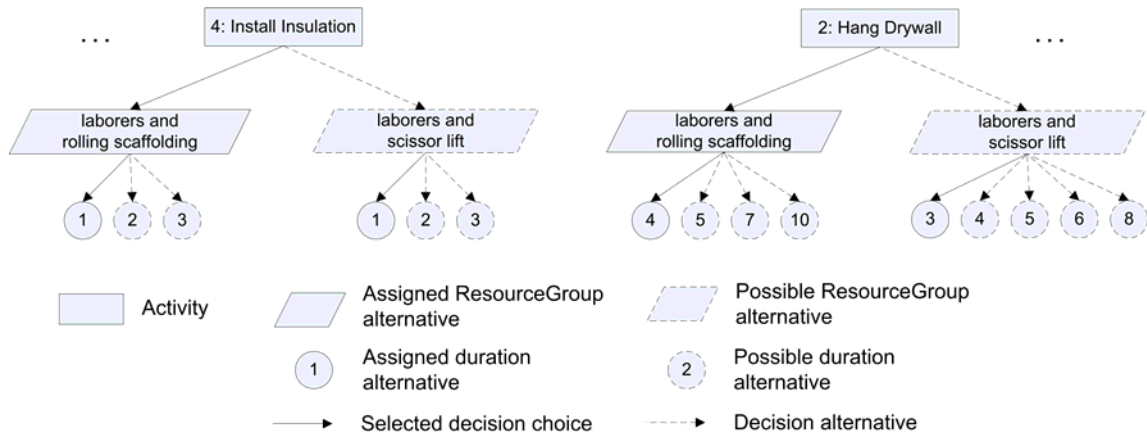 ... 4: Install Insulation 2: Hang Drywall ...
laborers and laborers and laborers and laborers and
rolling scaffolding scissor lift rolling scaffolding scissor lift
1 2 3 1 2 3 4 5 7 10 3 4 5 6 8
Activity
Assigned ResourceGroup
alternative
Possible ResourceGroup
alternative
1 Assigned duration
alternative
2 Possible duration
alternative
Selected decision choice
Decision alternative